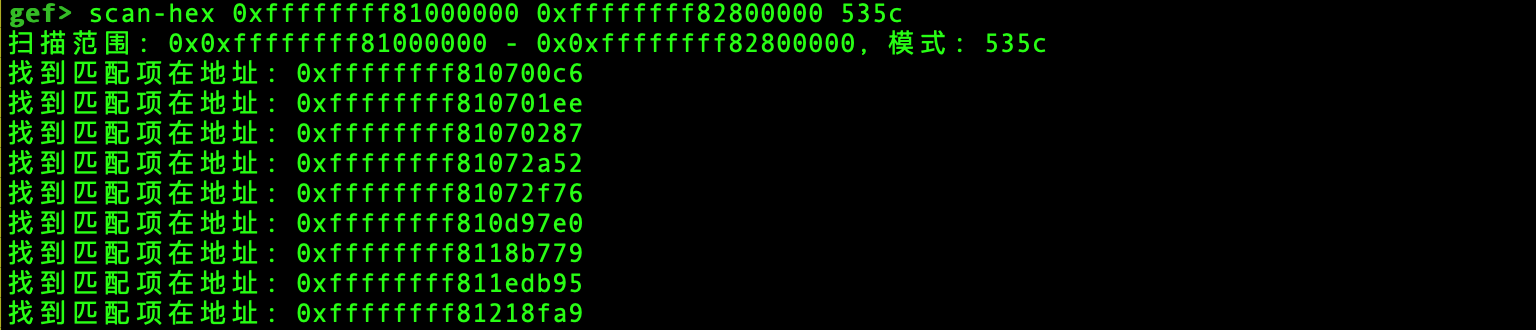 gef> scan-hex 0xffffffff81000000 0xffffffff82800000 535c
扫描范围: 0x0xffffffff81000000 - 0x0xffffffff82800000, 模式: 535c
找到匹配项在地址: 0xffffffff810700c6
找到匹配项在地址: 0xffffffff810701ee
找到匹配项在地址: 0xffffffff81070287
找到匹配项在地址: 0xffffffff81072a52
找到匹配项在地址: 0xffffffff81072f76
找到匹配项在地址: 0xffffffff810d97e0
找到匹配项在地址: 0xffffffff8118b779
找到匹配项在地址: 0xffffffff811edb95
找到匹配项在地址: 0xffffffff81218fa9